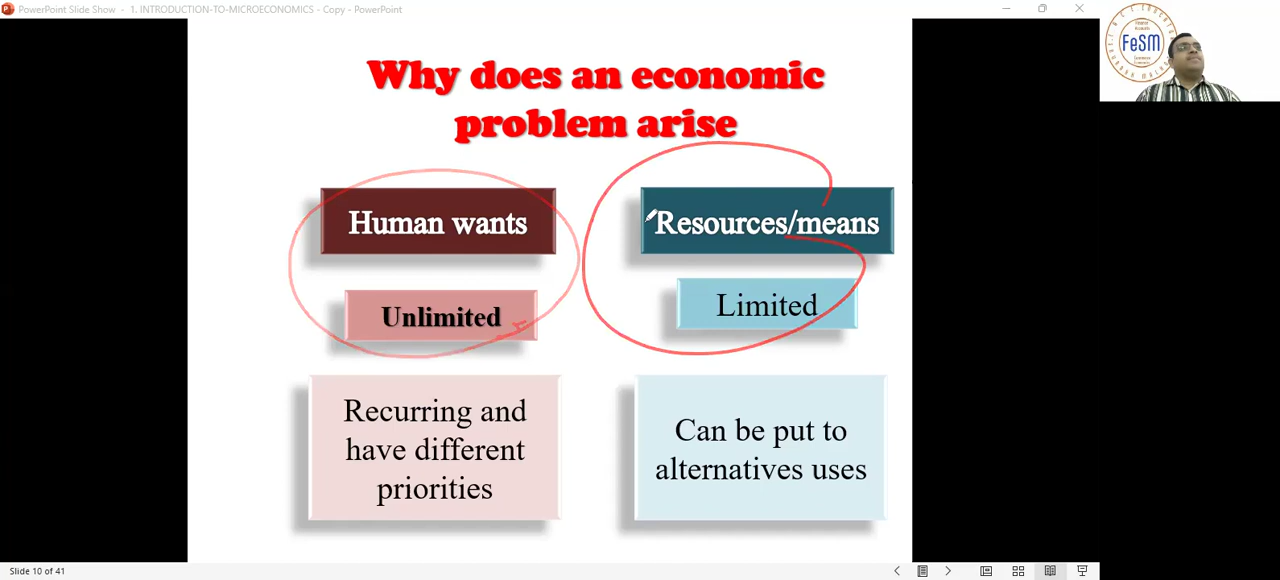 PowerPoint Slide Show - 1. INTRODUCTION-TO-MICROECONOMICS - Copy - PowerPoint
FeSM
Why does an economic
problem arise
Human wants
Resources/means
Unlimited
Limited
Recurring and
have different
priorities
Can be put to
alternatives uses
Slide 10 of 41